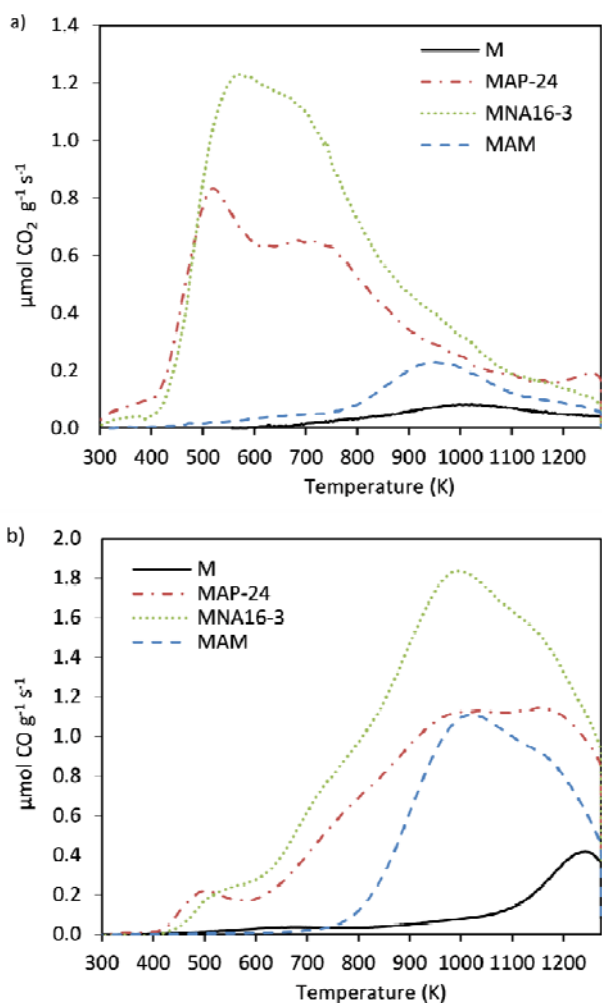 a)
1.4
1.2
1.0
0.8
0.6
0.4
0.2
0.0
µmol CO₂ g⁻¹ s⁻¹
M
MAP-24
MNA16-3
MAM
300 400 500 600 700 800 900 1000 1100 1200
Temperature (K)
b)
2.0
1.8
1.6
1.4
1.2
1.0
0.8
0.6
0.4
0.2
0.0
µmol CO g⁻¹ s⁻¹
M
MAP-24
MNA16-3
MAM
300 400 500 600 700 800 900 1000 1100 1200
Temperature (K)